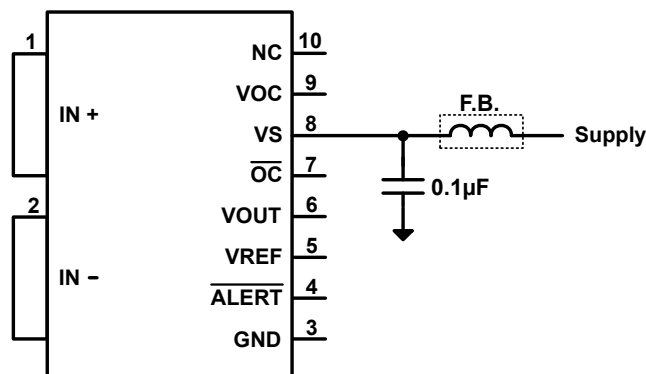 1
IN +
2
IN –
NC 10
VOC 9
VS 8
OC 7
VOUT 6
VREF 5
ALERT 4
GND 3
F.B.
Supply
0.1µF